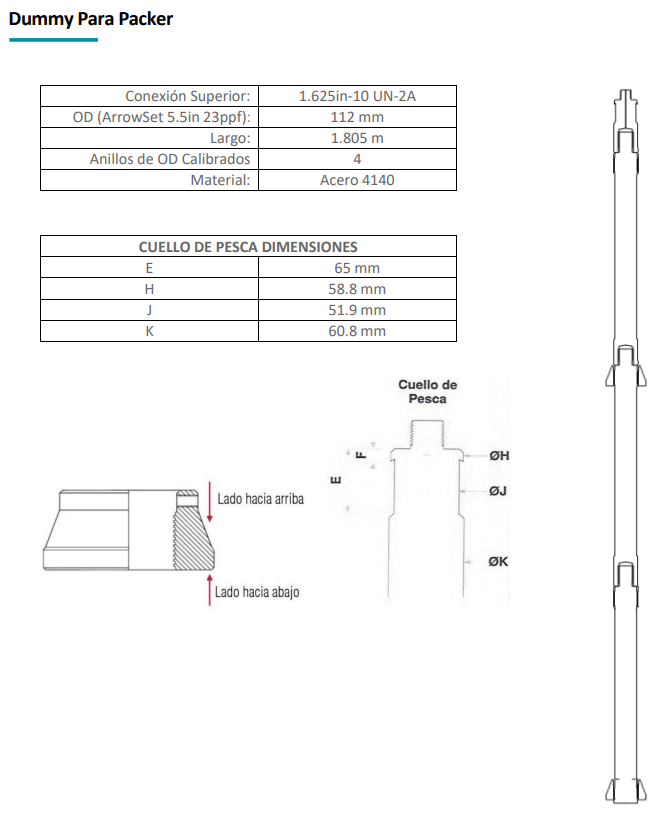 Dummy Para Packer
Conexión Superior: 1.625in-10 UN-2A
OD (ArrowSet 5.5in 23ppf): 112 mm
Largo: 1.805 m
Anillos de OD Calibrados 4
Material: Acero 4140
CUELLO DE PESCA DIMENSIONES
E 65 mm
H 58.8 mm
J 51.9 mm
K 60.8 mm
Cuello de
Pesca
F
ØH
E
ØJ
ØK
Lado hacia arriba
Lado hacia abajo